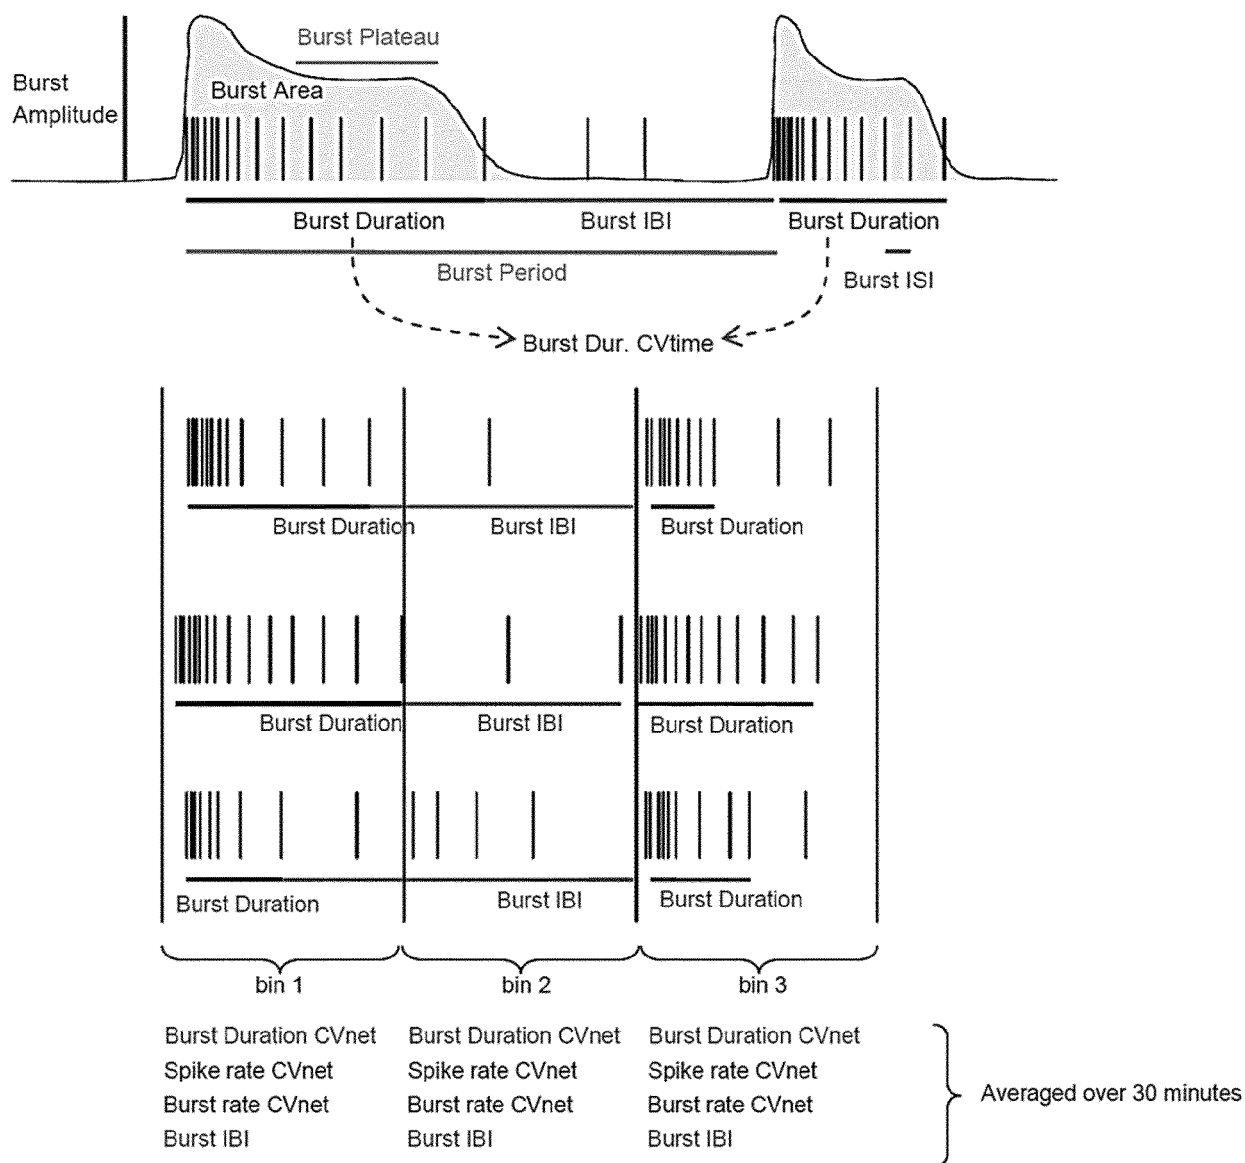 Burst Plateau
Burst
Amplitude
Burst Area
Burst Duration
Burst IBI
Burst Duration
Burst Period
Burst ISI
Burst Dur. CVtime
Burst Duration
Burst IBI
Burst Duration
Burst Duration
Burst IBI
Burst Duration
Burst Duration
Burst IBI
Burst Duration
bin 1
bin 2
bin 3
Burst Duration CVnet
Burst Duration CVnet
Burst Duration CVnet
Spike rate CVnet
Spike rate CVnet
Spike rate CVnet
Burst rate CVnet
Burst rate CVnet
Burst rate CVnet
Burst IBI
Burst IBI
Burst IBI
Averaged over 30 minutes